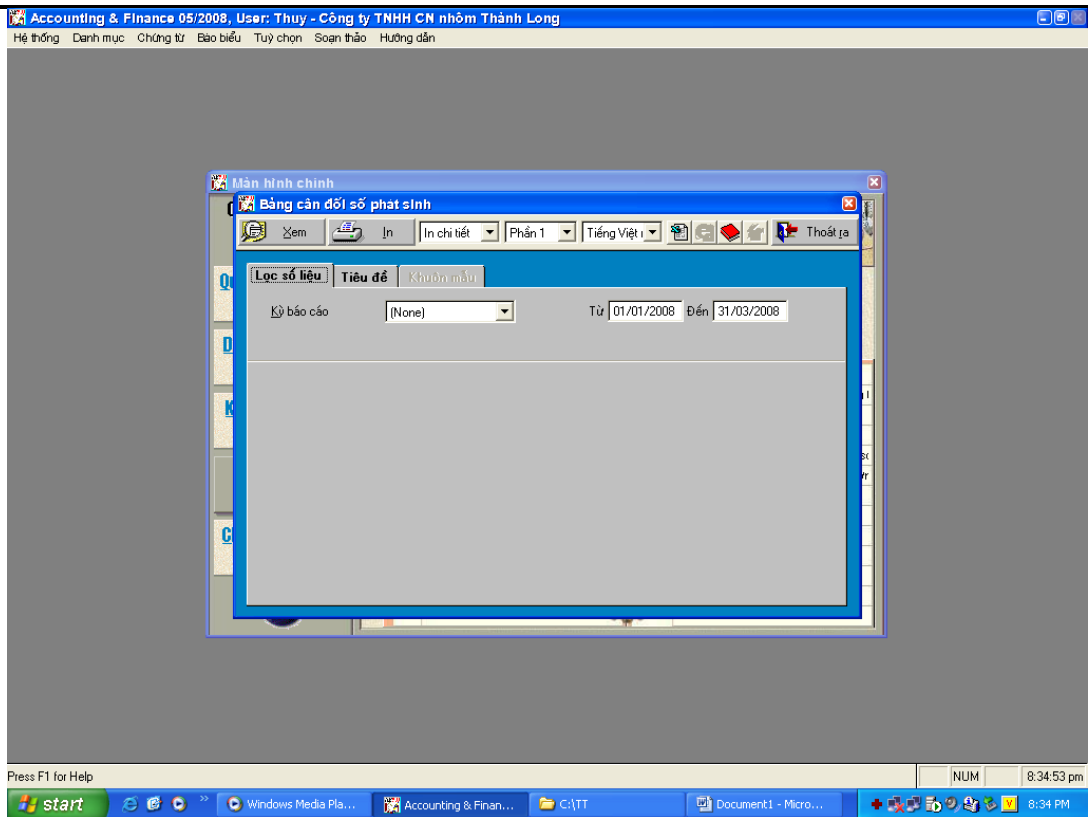 Accounting & Finance 05/2008, User: Thuy - Công ty TNHH CN nhôm Thành Long
Hệ thống Danh mục Chứng từ Báo biểu Tuỳ chọn Soạn thảo Hướng dẫn
Màn hình chính
Bảng cân đối số phát sinh
Xem In In chi tiết Phần 1 Tiếng Việt Thoát ra
Lọc số liệu Tiêu đề Khuôn mẫu
Kỳ báo cáo (None) Từ 01/01/2008 Đến 31/03/2008
Press F1 for Help NUM 8:34:53 pm
start Windows Media Pla... Accounting & Finan... C:\TT Document1 - Micro... V 8:34 PM